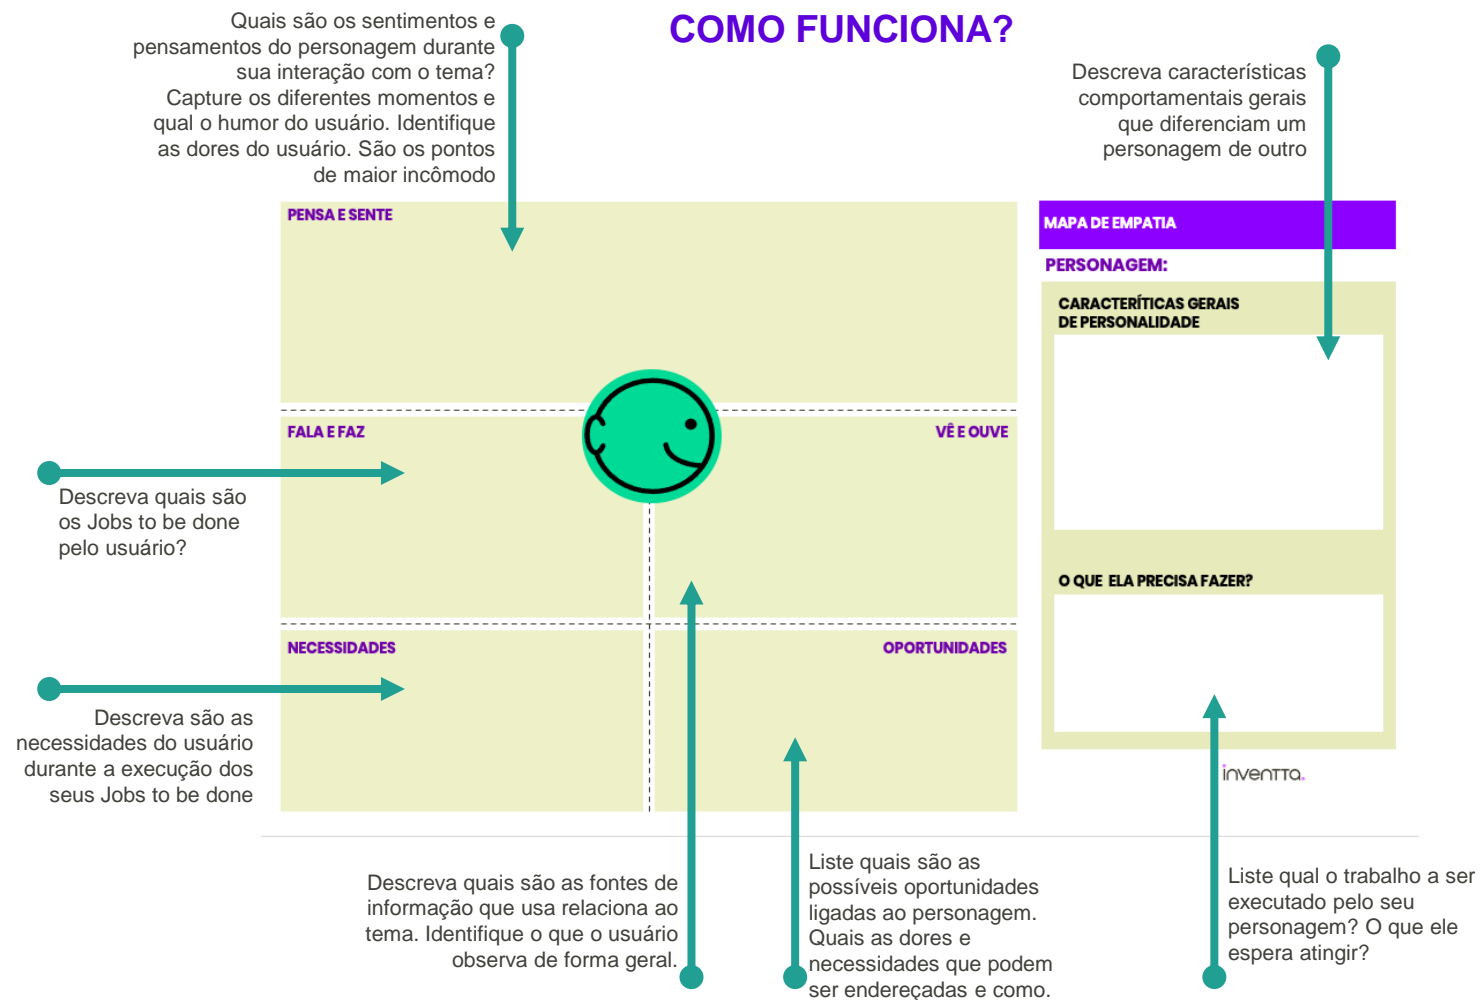 COMO FUNCIONA?
Quais são os sentimentos e
pensamentos do personagem durante
sua interação com o tema?
Capture os diferentes momentos e
qual o humor do usuário. Identifique
as dores do usuário. São os pontos
de maior incômodo
Descreva características
comportamentais gerais
que diferenciam um
personagem de outro
PENSA E SENTE
MAPA DE EMPATIA
PERSONAGEM:
CARACTERÍTICAS GERAIS
DE PERSONALIDADE
FALA E FAZ
VÊ E OUVE
Descreva quais são
os Jobs to be done
pelo usuário?
O QUE ELA PRECISA FAZER?
NECESSIDADES
OPORTUNIDADES
Descreva são as
necessidades do usuário
durante a execução dos
seus Jobs to be done
inventta.
Descreva quais são as fontes de
informação que usa relaciona ao
tema. Identifique o que o usuário
observa de forma geral.
Liste quais são as
possíveis oportunidades
ligadas ao personagem.
Quais as dores e
necessidades que podem
ser endereçadas e como.
Liste qual o trabalho a ser
executado pelo seu
personagem? O que ele
espera atingir?